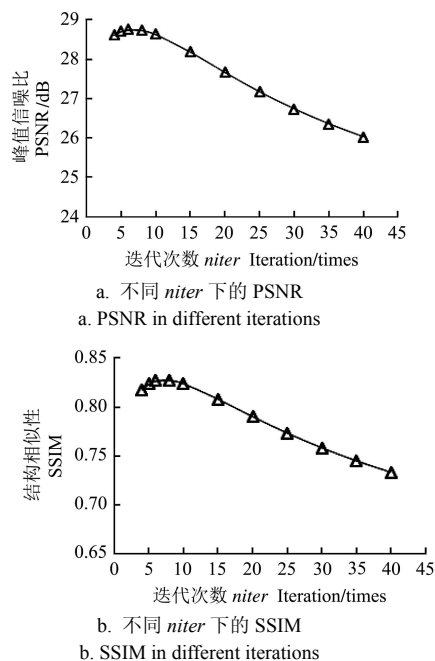 29
28
27
26
25
24
峰值信噪比
PSNR/dB
0 5 10 15 20 25 30 35 40 45
迭代次数 niter Iteration/times
a. 不同 niter 下的 PSNR
a. PSNR in different iterations
0.85
0.80
0.75
0.70
0.65
结构相似性
SSIM
0 5 10 15 20 25 30 35 40 45
迭代次数 niter Iteration/times
b. 不同 niter 下的 SSIM
b. SSIM in different iterations